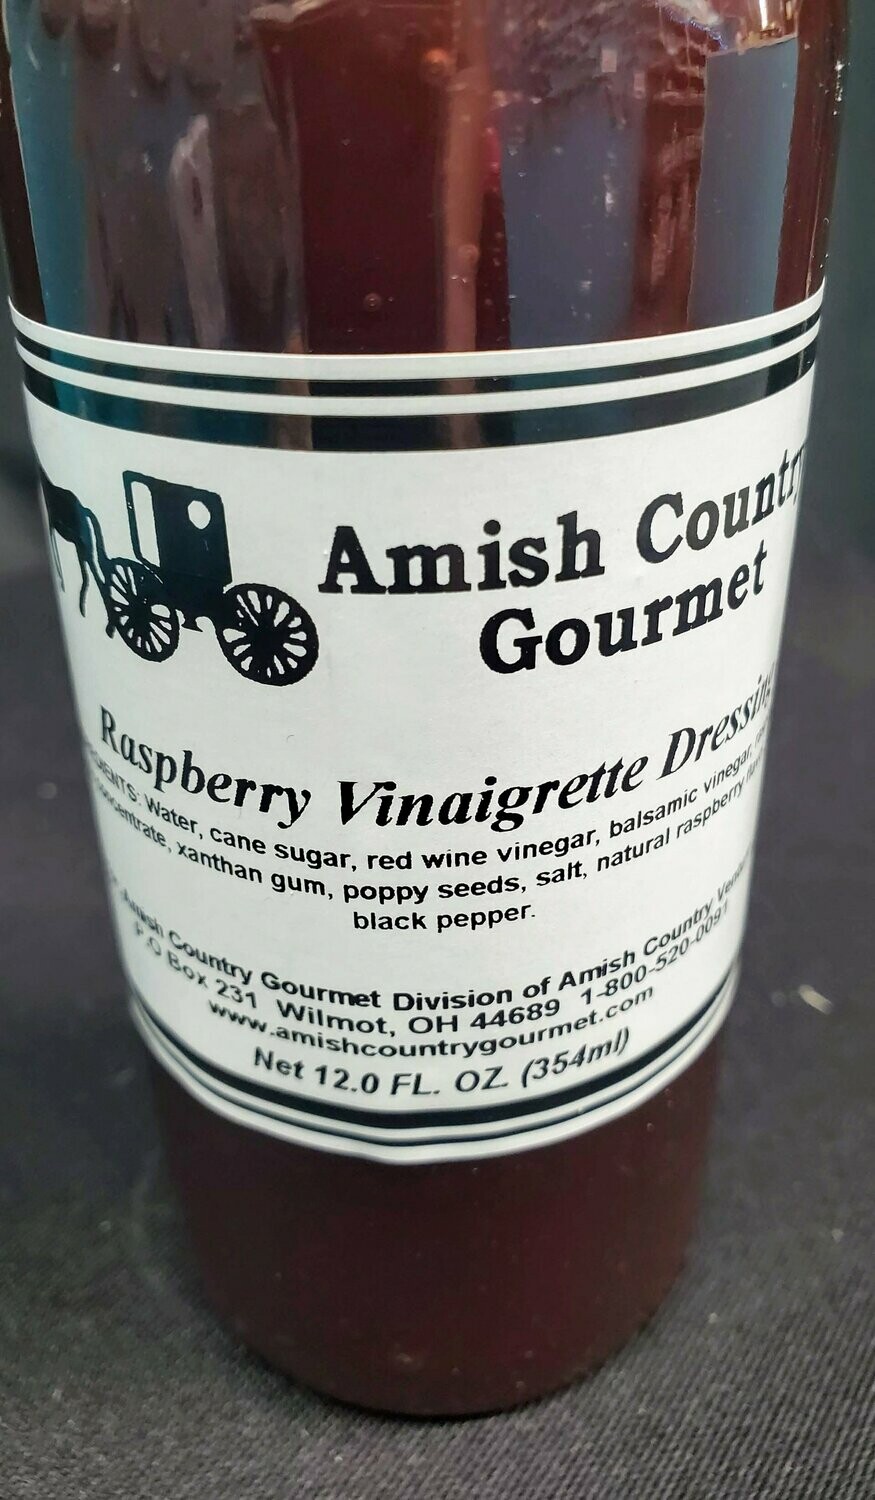 Amish Country
Gourmet
Raspberry Vinaigrette Dressing
Water, cane sugar, red wine vinegar, balsamic vinegar,
xanthan gum, poppy seeds, salt, natural raspberry
black pepper.
Amish Country Gourmet Division of Amish Country
P.O Box 231 Wilmot, OH 44689 1-800-520-0091
www.amishcountrygourmet.com
Net 12.0 FL. OZ. (354ml)